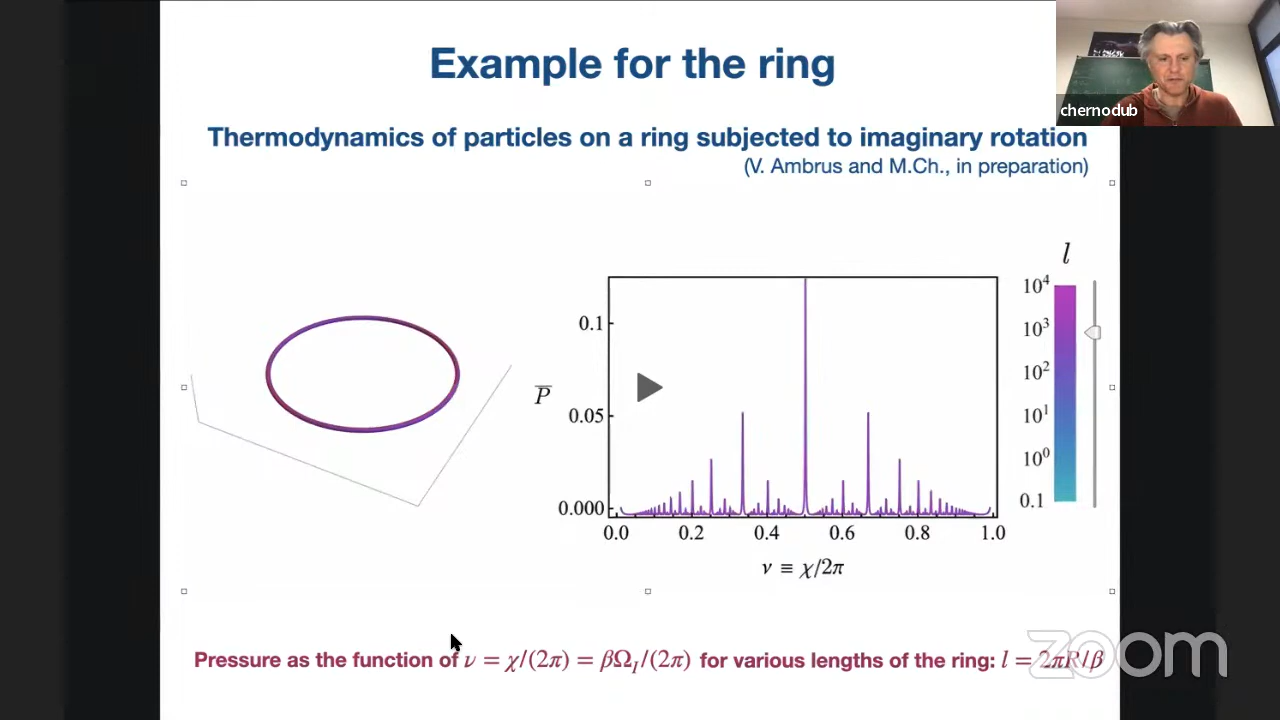 Example for the ring
chernodub
Thermodynamics of particles on a ring subjected to imaginary rotation
(V. Ambrus and M.Ch., in preparation)
l
10⁴
10³
10²
10¹
10⁰
0.1
P̅
0.1
0.05
0.000
0.0 0.2 0.4 0.6 0.8 1.0
ν ≡ χ/2π
Pressure as the function of ν = χ/(2π) = βΩ_I/(2π) for various lengths of the ring: l = 2πR/β
zoom